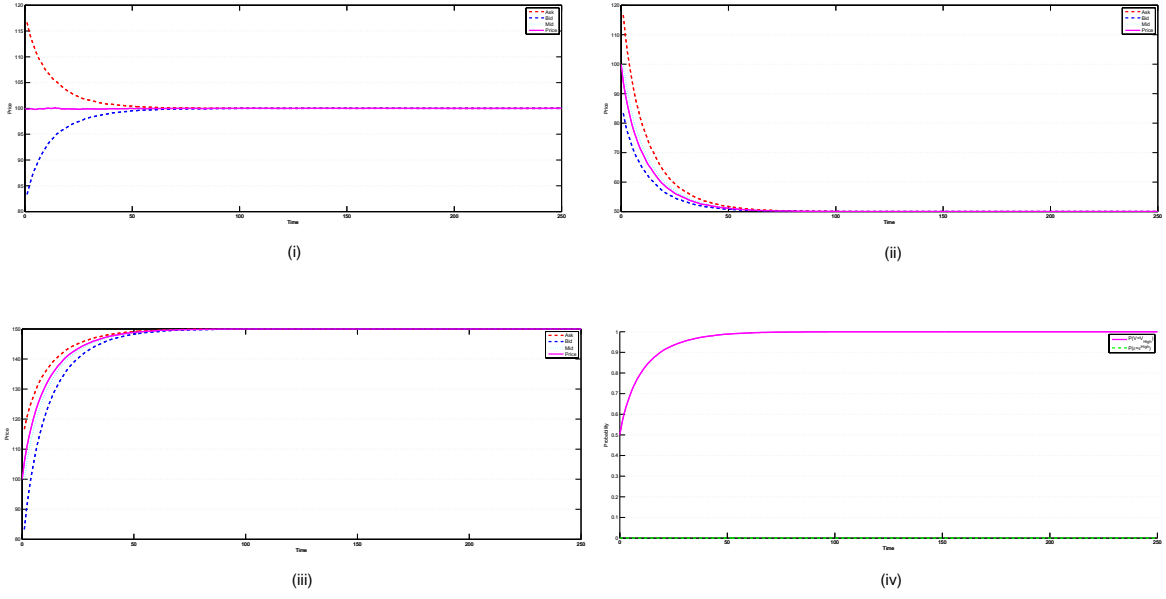 120
115
110
105
100
95
90
85
80
Price
Ask
Bid
Mid
Price
0 50 100 150 200 250
Time
(i)
120
110
100
90
80
70
60
50
Price
Ask
Bid
Mid
Price
0 50 100 150 200 250
Time
(ii)
150
140
130
120
110
100
90
80
Price
Ask
Bid
Mid
Price
0 50 100 150 200 250
Time
(iii)
1
0.9
0.8
0.7
0.6
0.5
0.4
0.3
0.2
0.1
0
Probability
P(V=V_High)
0 50 100 150 200 250
Time
(iv)